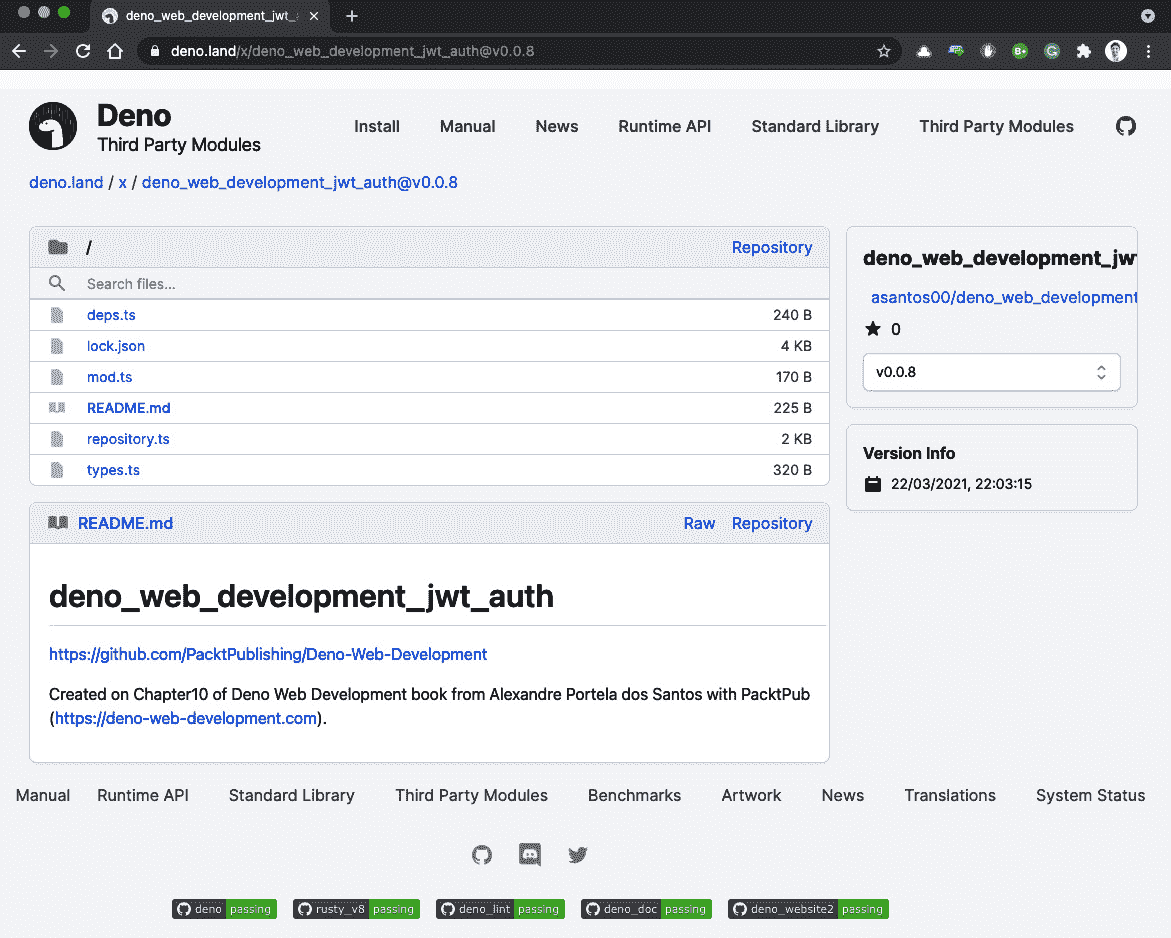 deno_web_development_jwt_
deno.land/x/deno_web_development_jwt_auth@v0.0.8
Deno
Third Party Modules
Install Manual News Runtime API Standard Library Third Party Modules
deno.land / x / deno_web_development_jwt_auth@v0.0.8
/ Repository
Search files...
deps.ts 240 B
lock.json 4 KB
mod.ts 170 B
README.md 225 B
repository.ts 2 KB
types.ts 320 B
deno_web_development_jw
asantos00/deno_web_development
0
v0.0.8
Version Info
22/03/2021, 22:03:15
README.md Raw Repository
deno_web_development_jwt_auth
https://github.com/PacktPublishing/Deno-Web-Development
Created on Chapter10 of Deno Web Development book from Alexandre Portela dos Santos with PacktPub
(https://deno-web-development.com).
Manual Runtime API Standard Library Third Party Modules Benchmarks Artwork News Translations System Status
deno passing rusty_v8 passing deno_lint passing deno_doc passing deno_website2 passing